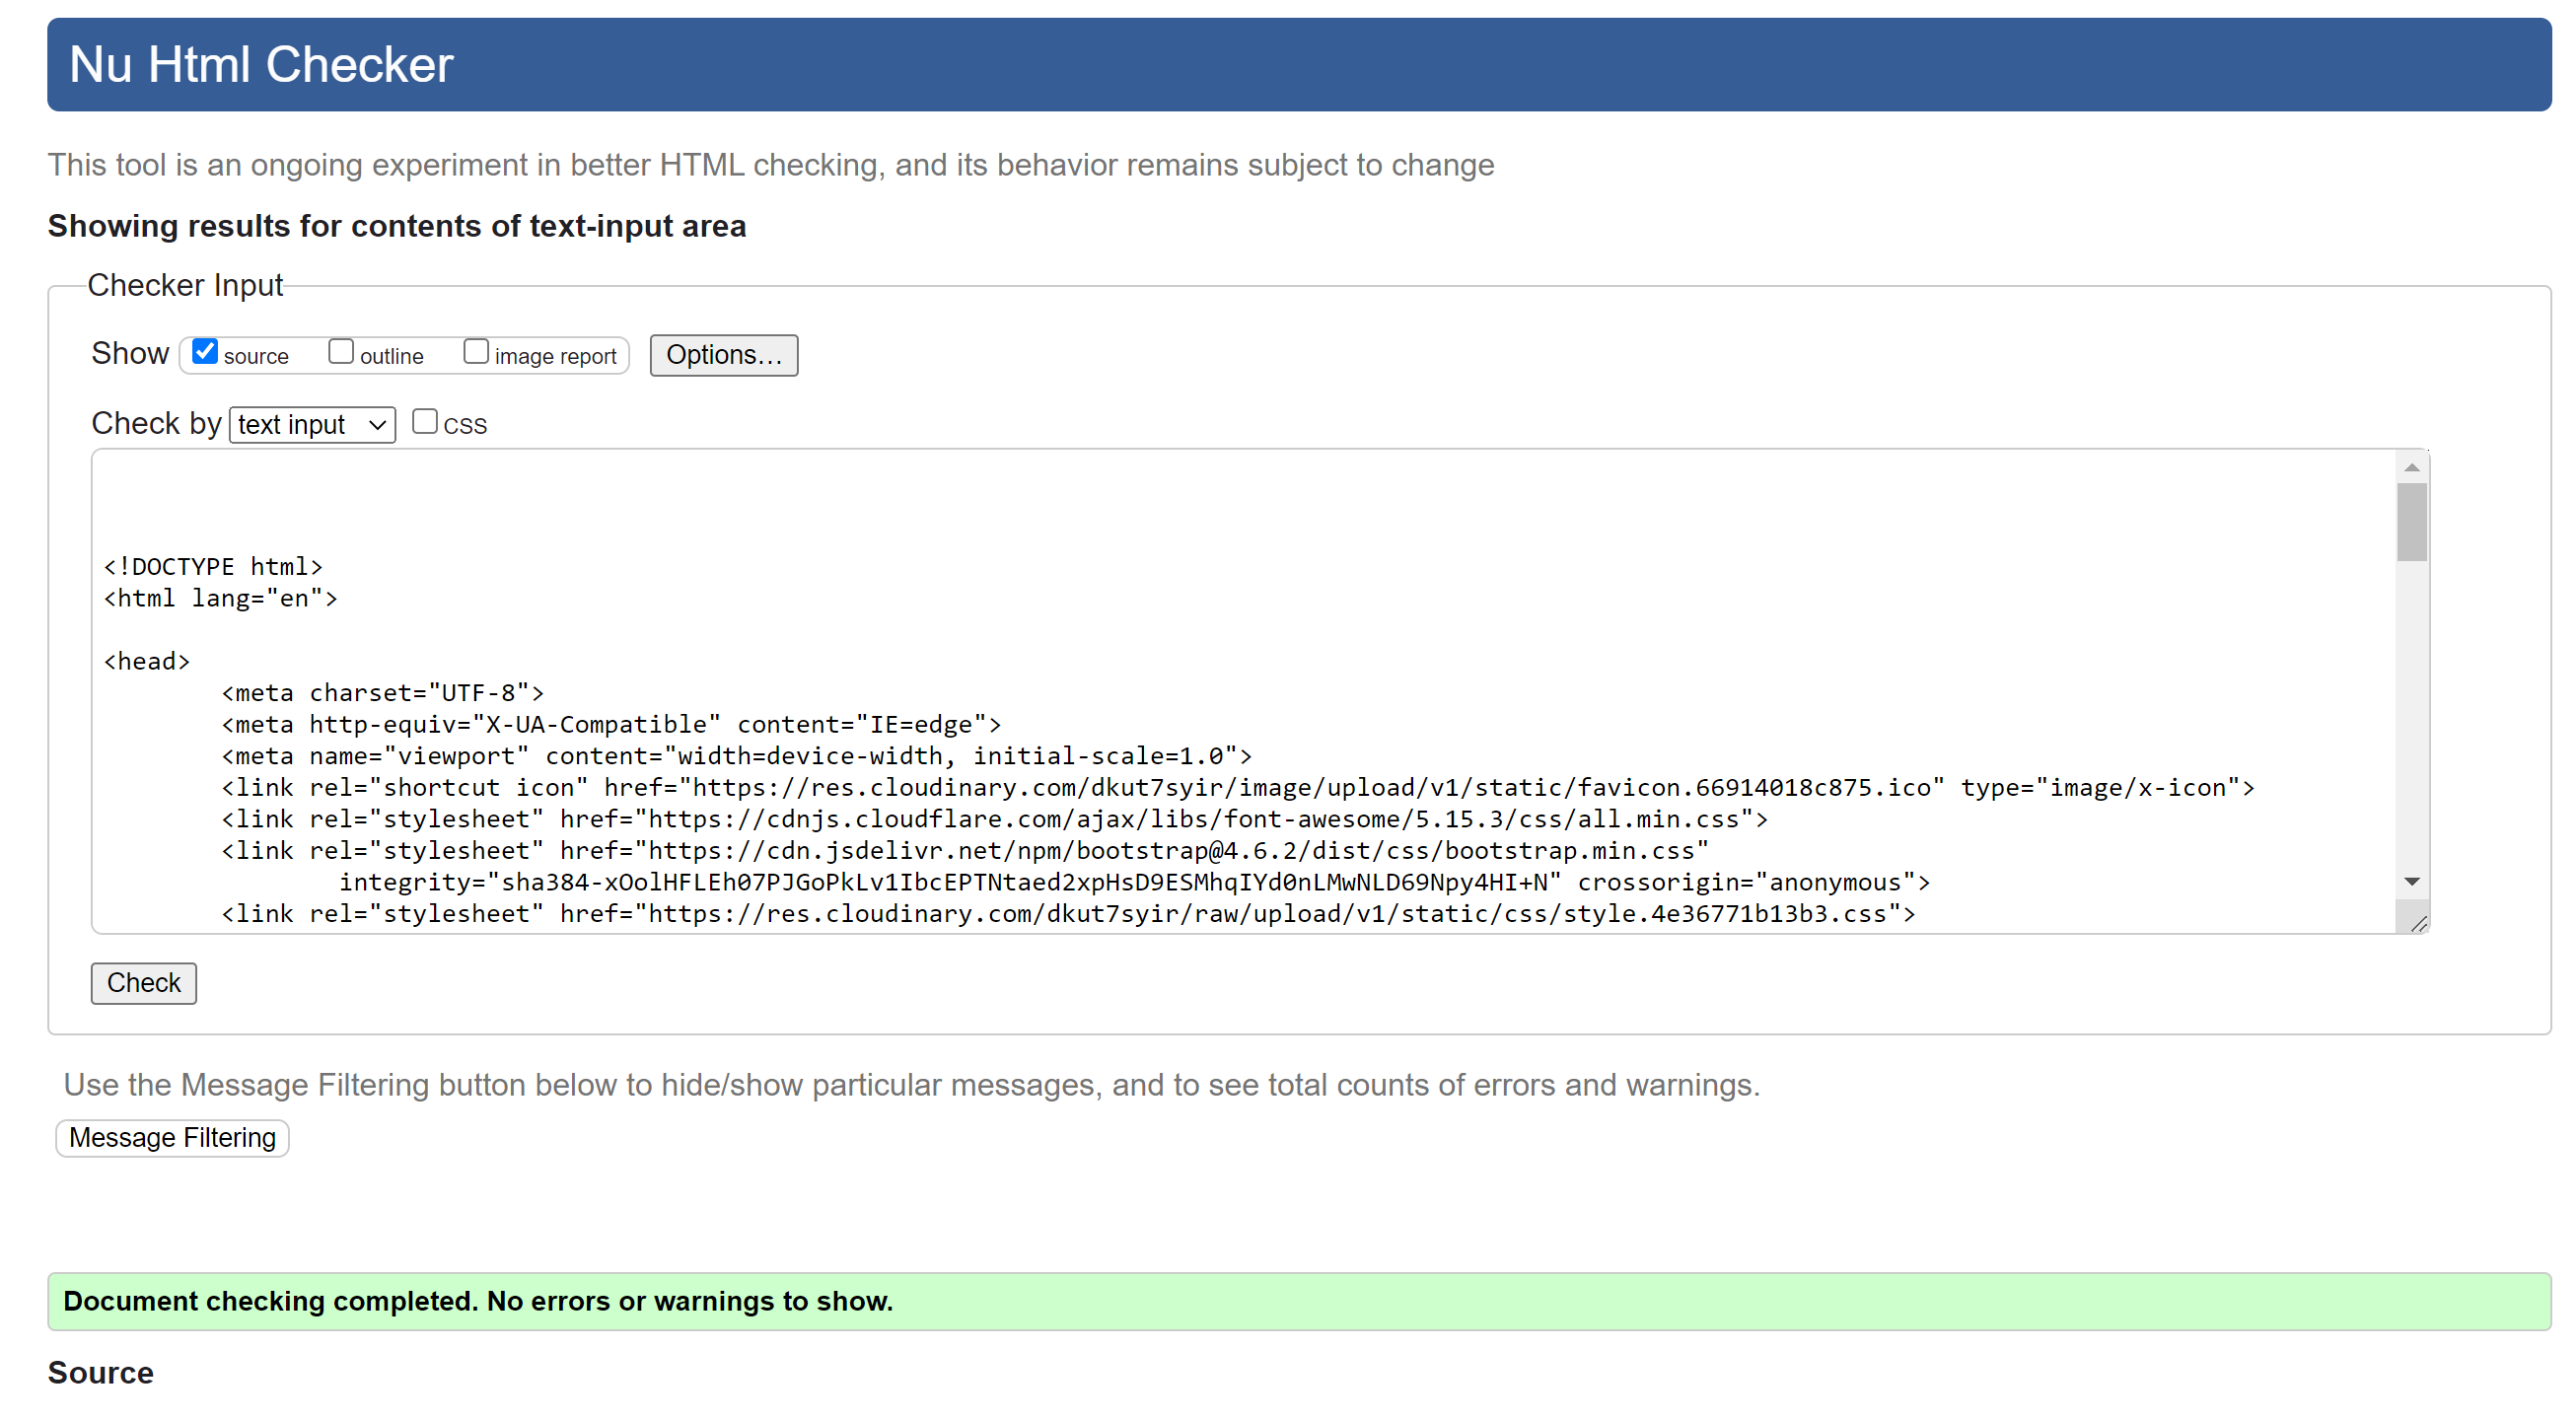 Nu Html Checker
This tool is an ongoing experiment in better HTML checking, and its behavior remains subject to change
Showing results for contents of text-input area
Checker Input
Show source outline image report Options...
Check by text input CSS
<!DOCTYPE html>
<html lang="en">
<head>
<meta charset="UTF-8">
<meta http-equiv="X-UA-Compatible" content="IE=edge">
<meta name="viewport" content="width=device-width, initial-scale=1.0">
<link rel="shortcut icon" href="https://res.cloudinary.com/dkut7syir/image/upload/v1/static/favicon.66914018c875.ico" type="image/x-icon">
<link rel="stylesheet" href="https://cdnjs.cloudflare.com/ajax/libs/font-awesome/5.15.3/css/all.min.css">
<link rel="stylesheet" href="https://cdn.jsdelivr.net/npm/bootstrap@4.6.2/dist/css/bootstrap.min.css"
integrity="sha384-xOolHFLEh07PJGoPkLv1IbcEPTNtaed2xpHsD9ESMhqIYd0nLMwNLD69Npy4HI+N" crossorigin="anonymous">
<link rel="stylesheet" href="https://res.cloudinary.com/dkut7syir/raw/upload/v1/static/css/style.4e36771b13b3.css">
Check
Use the Message Filtering button below to hide/show particular messages, and to see total counts of errors and warnings.
Message Filtering
Document checking completed. No errors or warnings to show.
Source